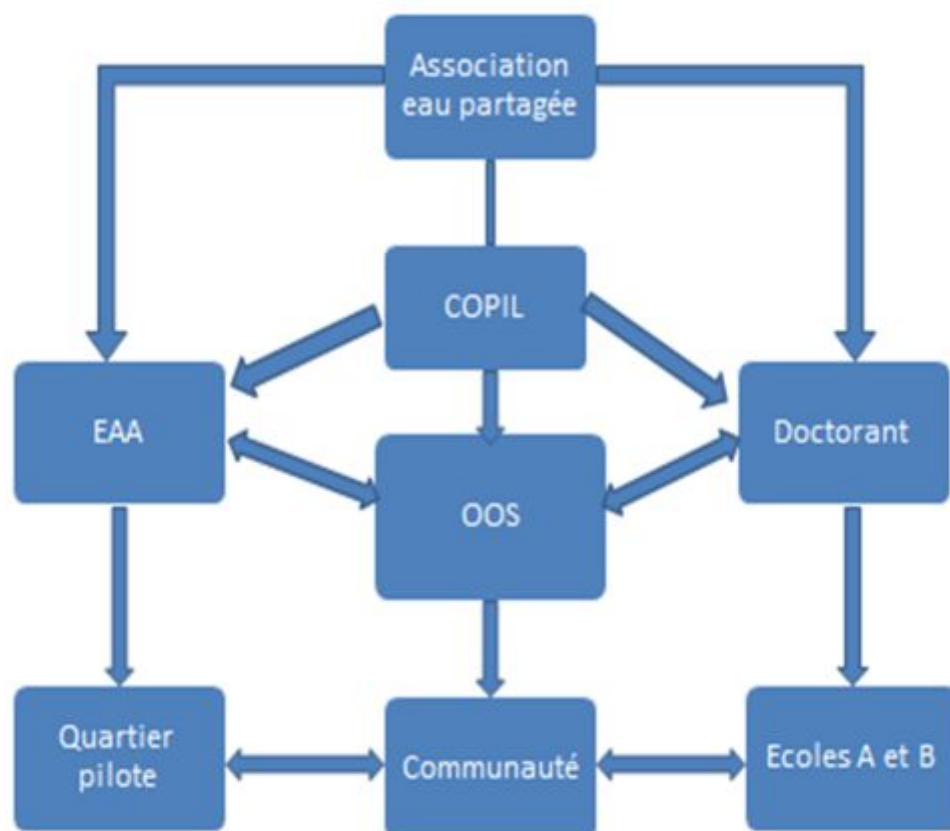 Association
eau partagée
COPIL
EAA
Doctorant
OOS
Quartier
pilote
Communauté
Ecoles A et B